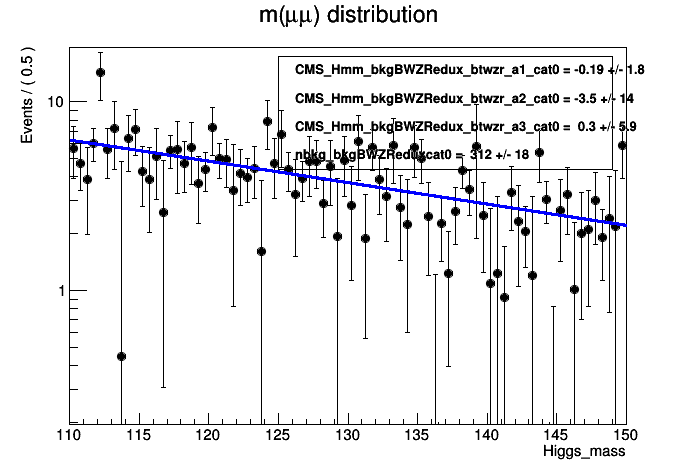 m(μμ) distribution
Events / ( 0.5 )
CMS_Hmm_bkgBWZRedux_btwzr_a1_cat0 = -0.19 +/- 1.8
CMS_Hmm_bkgBWZRedux_btwzr_a2_cat0 = -3.5 +/- 14
CMS_Hmm_bkgBWZRedux_btwzr_a3_cat0 = 0.3 +/- 5.9
nbkg_bkgBWZReduxcat0 = 312 +/- 18
10
1
110 115 120 125 130 135 140 145 150
Higgs_mass